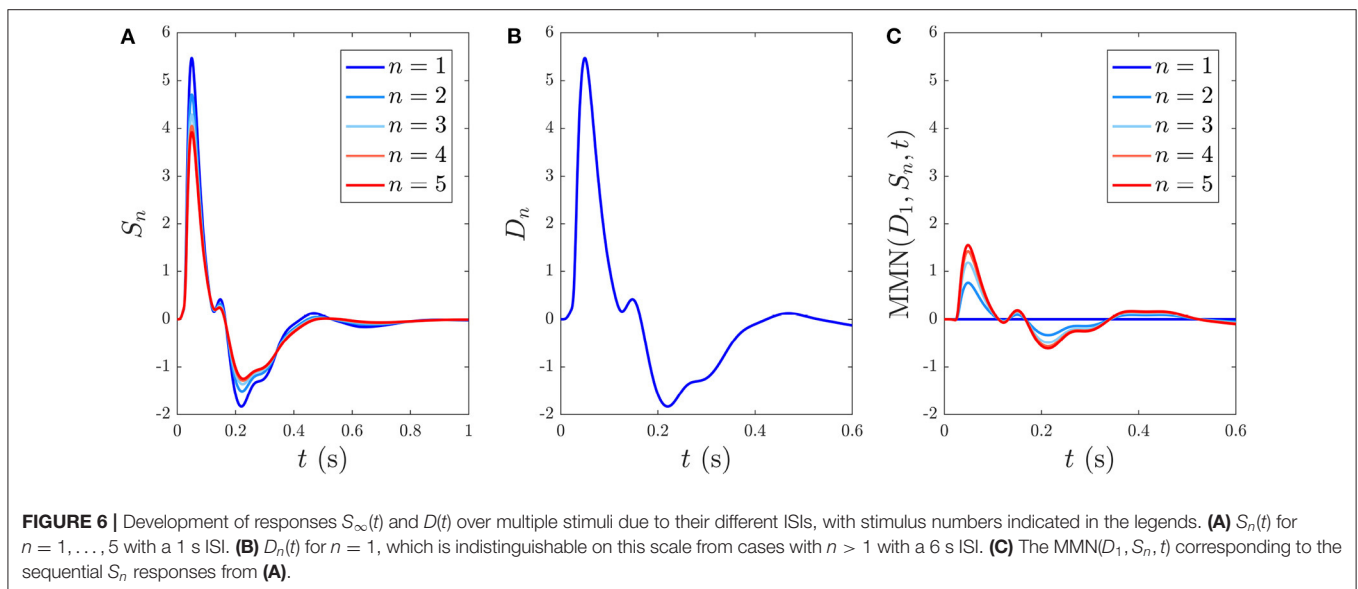 A
6
5
4
3
2
1
0
-1
-2
S_n
0 0.2 0.4 0.6 0.8 1
t (s)
n = 1
n = 2
n = 3
n = 4
n = 5
B
6
5
4
3
2
1
0
-1
-2
D_n
0 0.2 0.4 0.6
t (s)
C
6
5
4
3
2
1
0
-1
-2
MMN(D_1, S_n, t)
0 0.2 0.4 0.6
t (s)
n = 1
n = 2
n = 3
n = 4
n = 5
FIGURE 6 | Development of responses S_∞(t) and D(t) over multiple stimuli due to their different ISIs, with stimulus numbers indicated in the legends. (A) S_n(t) for
n = 1, . . . , 5 with a 1 s ISI. (B) D_n(t) for n = 1, which is indistinguishable on this scale from cases with n > 1 with a 6 s ISI. (C) The MMN(D_1, S_n, t) corresponding to the
sequential S_n responses from (A).